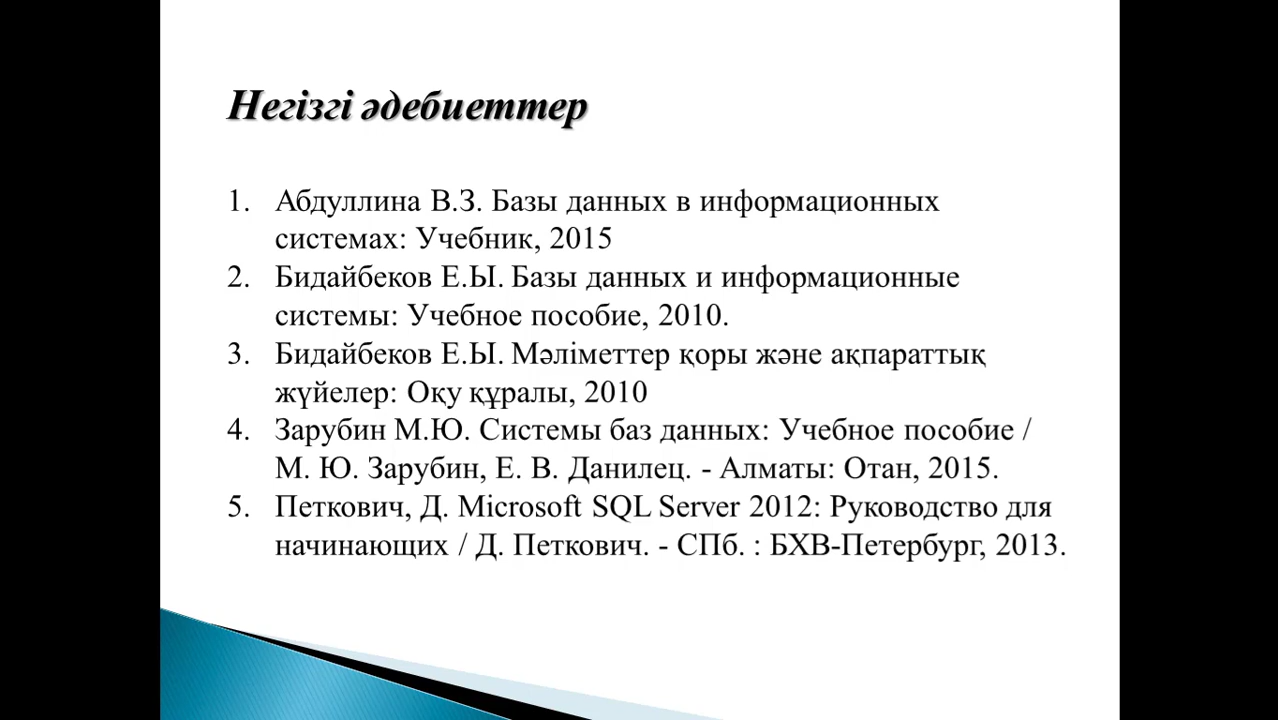 Негізгі әдебиеттер
1. Абдуллина В.З. Базы данных в информационных
системах: Учебник, 2015
2. Бидайбеков Е.Ы. Базы данных и информационные
системы: Учебное пособие, 2010.
3. Бидайбеков Е.Ы. Мәліметтер қоры және ақпараттық
жүйелер: Оқу құралы, 2010
4. Зарубин М.Ю. Системы баз данных: Учебное пособие /
М. Ю. Зарубин, Е. В. Данилец. - Алматы: Отан, 2015.
5. Петкович, Д. Microsoft SQL Server 2012: Руководство для
начинающих / Д. Петкович. - СПб. : БХВ-Петербург, 2013.